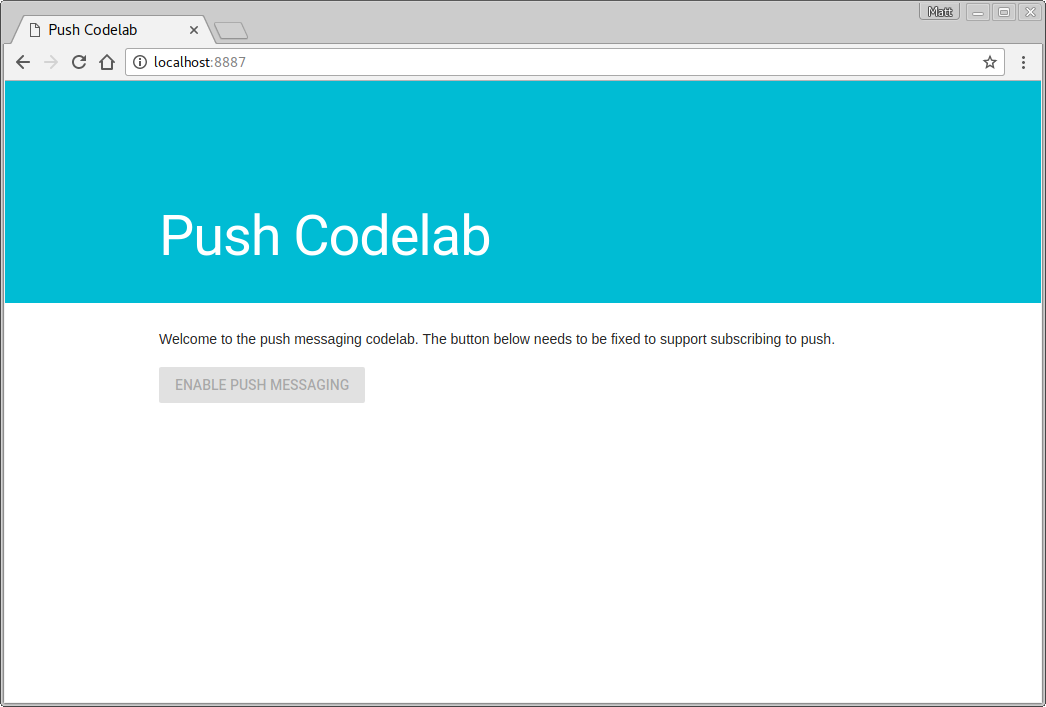 Matt
Push Codelab
localhost:8887
Push Codelab
Welcome to the push messaging codelab. The button below needs to be fixed to support subscribing to push.
ENABLE PUSH MESSAGING